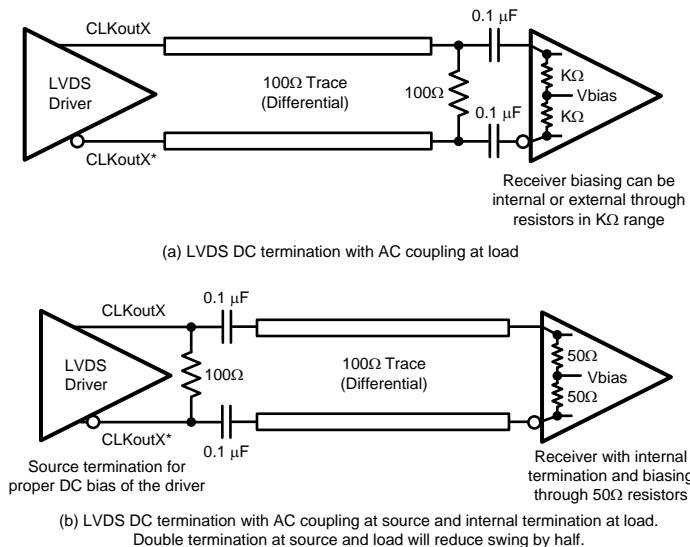 0.1 μF
CLKoutX
LVDS
Driver
100Ω Trace
(Differential)
100Ω
KΩ
Vbias
KΩ
0.1 μF
CLKoutX*
Receiver biasing can be
internal or external through
resistors in KΩ range
(a) LVDS DC termination with AC coupling at load
0.1 μF
CLKoutX
LVDS
Driver
100Ω
100Ω Trace
(Differential)
50Ω
Vbias
50Ω
CLKoutX*
0.1 μF
Source termination for
proper DC bias of the driver
Receiver with internal
termination and biasing
through 50Ω resistors
(b) LVDS DC termination with AC coupling at source and internal termination at load.
Double termination at source and load will reduce swing by half.